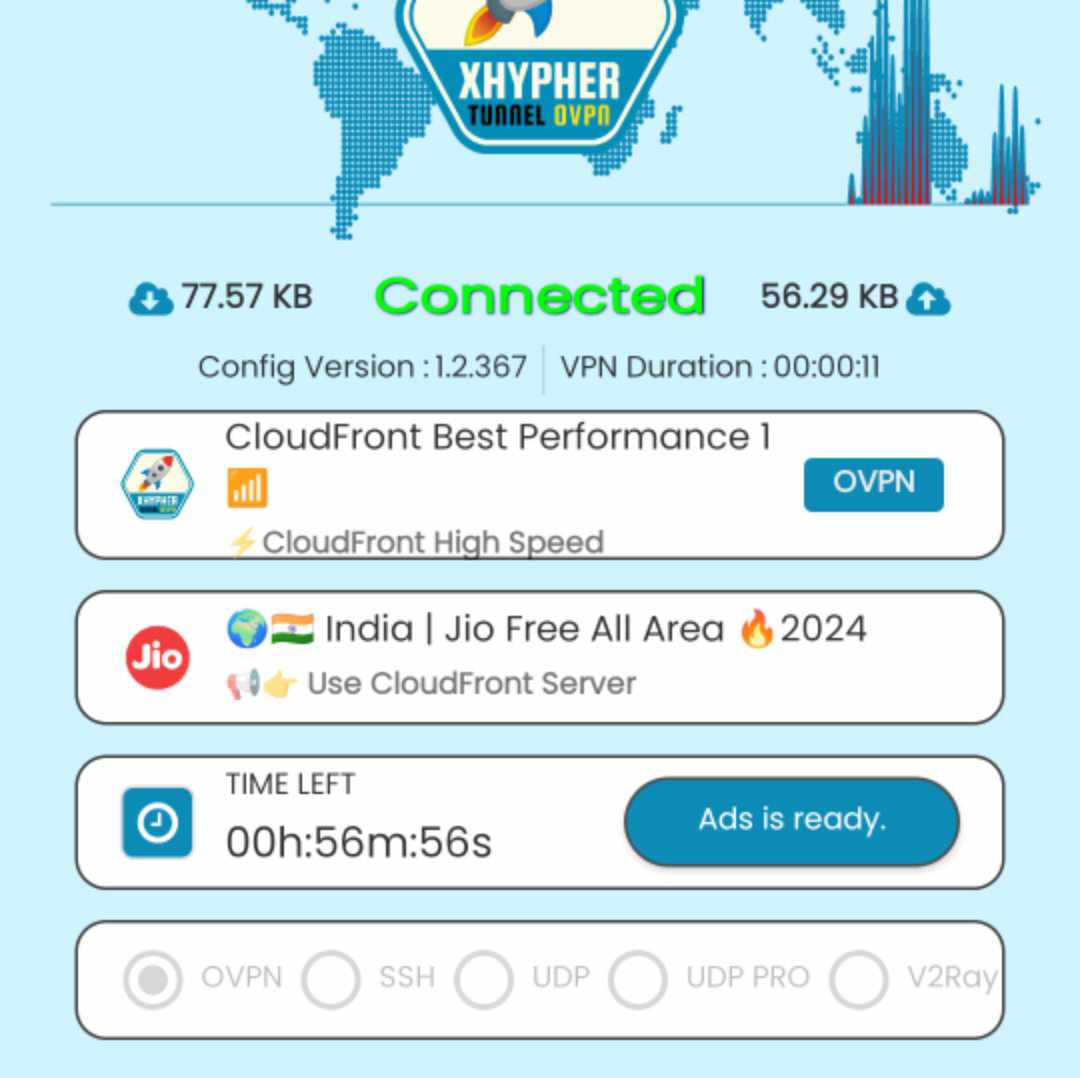 XHYPHER
TUNNEL OVPN
77.57 KB Connected 56.29 KB
Config Version : 1.2.367 VPN Duration : 00:00:11
CloudFront Best Performance 1
📶
OVPN
⚡CloudFront High Speed
XHYPHER
Jio
🌍🇮🇳 India | Jio Free All Area 🔥2024
📢👉 Use CloudFront Server
TIME LEFT
00h:56m:56s
Ads is ready.
OVPN SSH UDP UDP PRO V2Ray